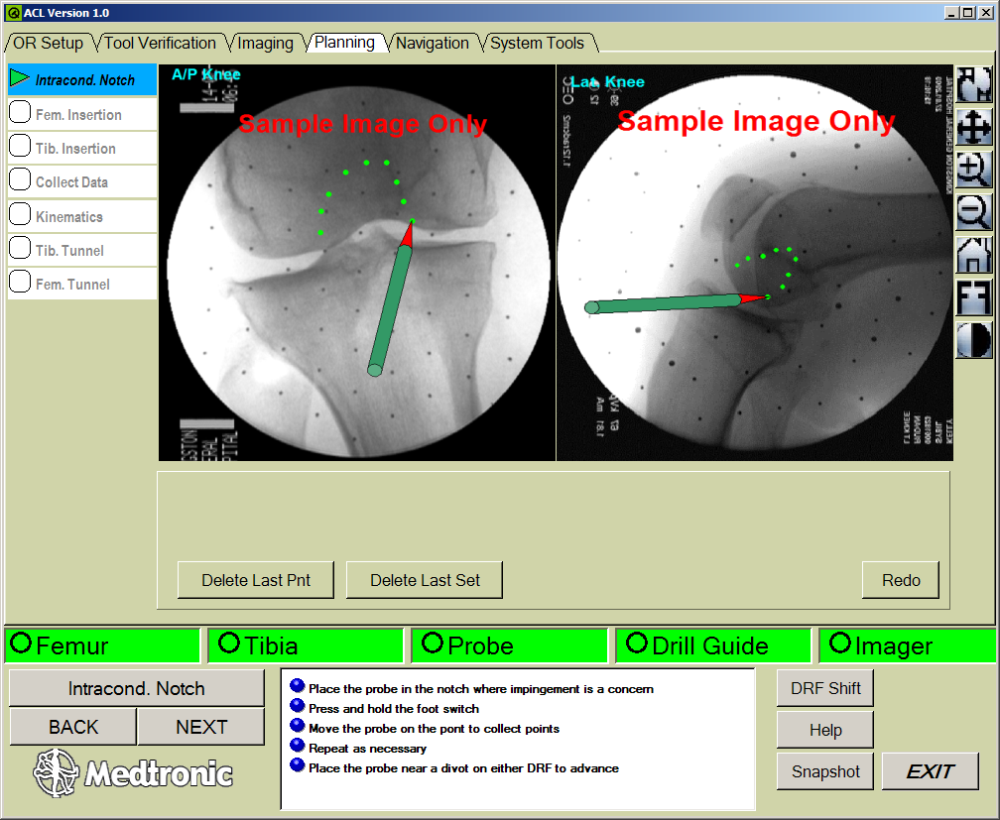 ACL Version 1.0
OR Setup
Tool Verification
Imaging
Planning
Navigation
System Tools
Intracond. Notch
Fem. Insertion
Tib. Insertion
Collect Data
Kinematics
Tib. Tunnel
Fem. Tunnel
A/P Knee
Sample Image Only
Knee
Sample Image Only
KINGSTON GENERAL HOSPITAL
Delete Last Pnt
Delete Last Set
Redo
Femur
Tibia
Probe
Drill Guide
Imager
Intracond. Notch
BACK
NEXT
Medtronic
Place the probe in the notch where impingement is a concern
Press and hold the foot switch
Move the probe on the pont to collect points
Repeat as necessary
Place the probe near a divot on either DRF to advance
DRF Shift
Help
Snapshot
EXIT